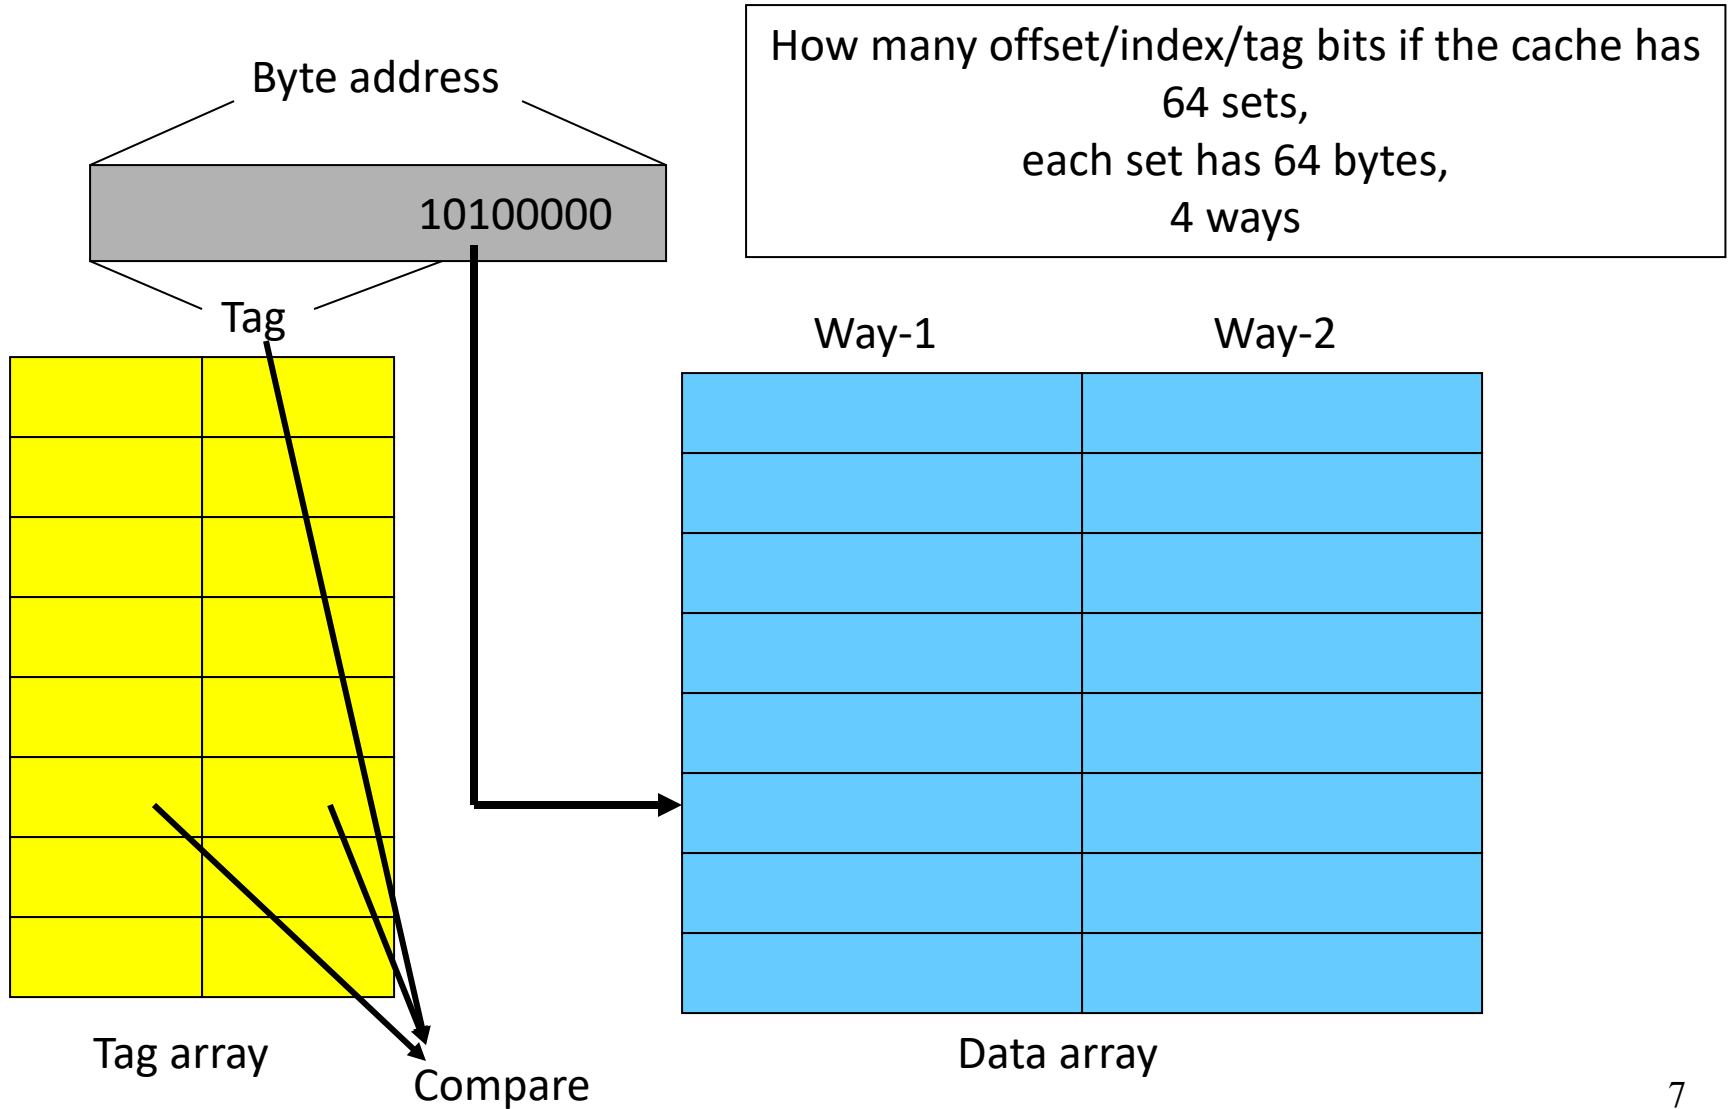 How many offset/index/tag bits if the cache has
64 sets,
each set has 64 bytes,
4 ways
Byte address
10100000
Tag
Way-1
Way-2
Tag array
Compare
Data array
7